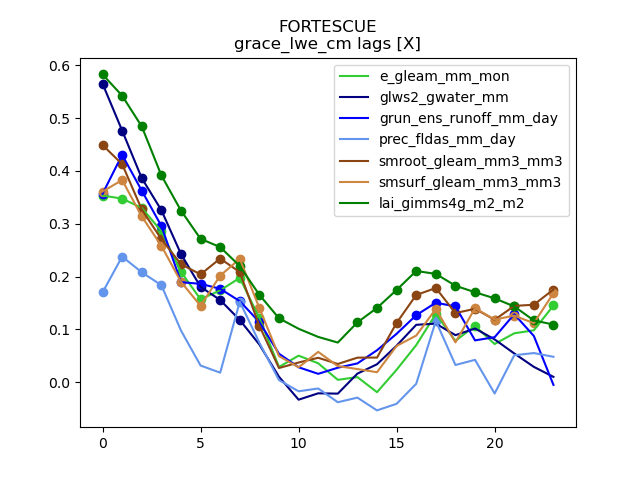 FORTESCUE
grace_lwe_cm lags [X]
e_gleam_mm_mon
glws2_gwater_mm
grun_ens_runoff_mm_day
prec_fldas_mm_day
smroot_gleam_mm3_mm3
smsurf_gleam_mm3_mm3
lai_gimms4g_m2_m2
0.6
0.5
0.4
0.3
0.2
0.1
0.0
0 5 10 15 20